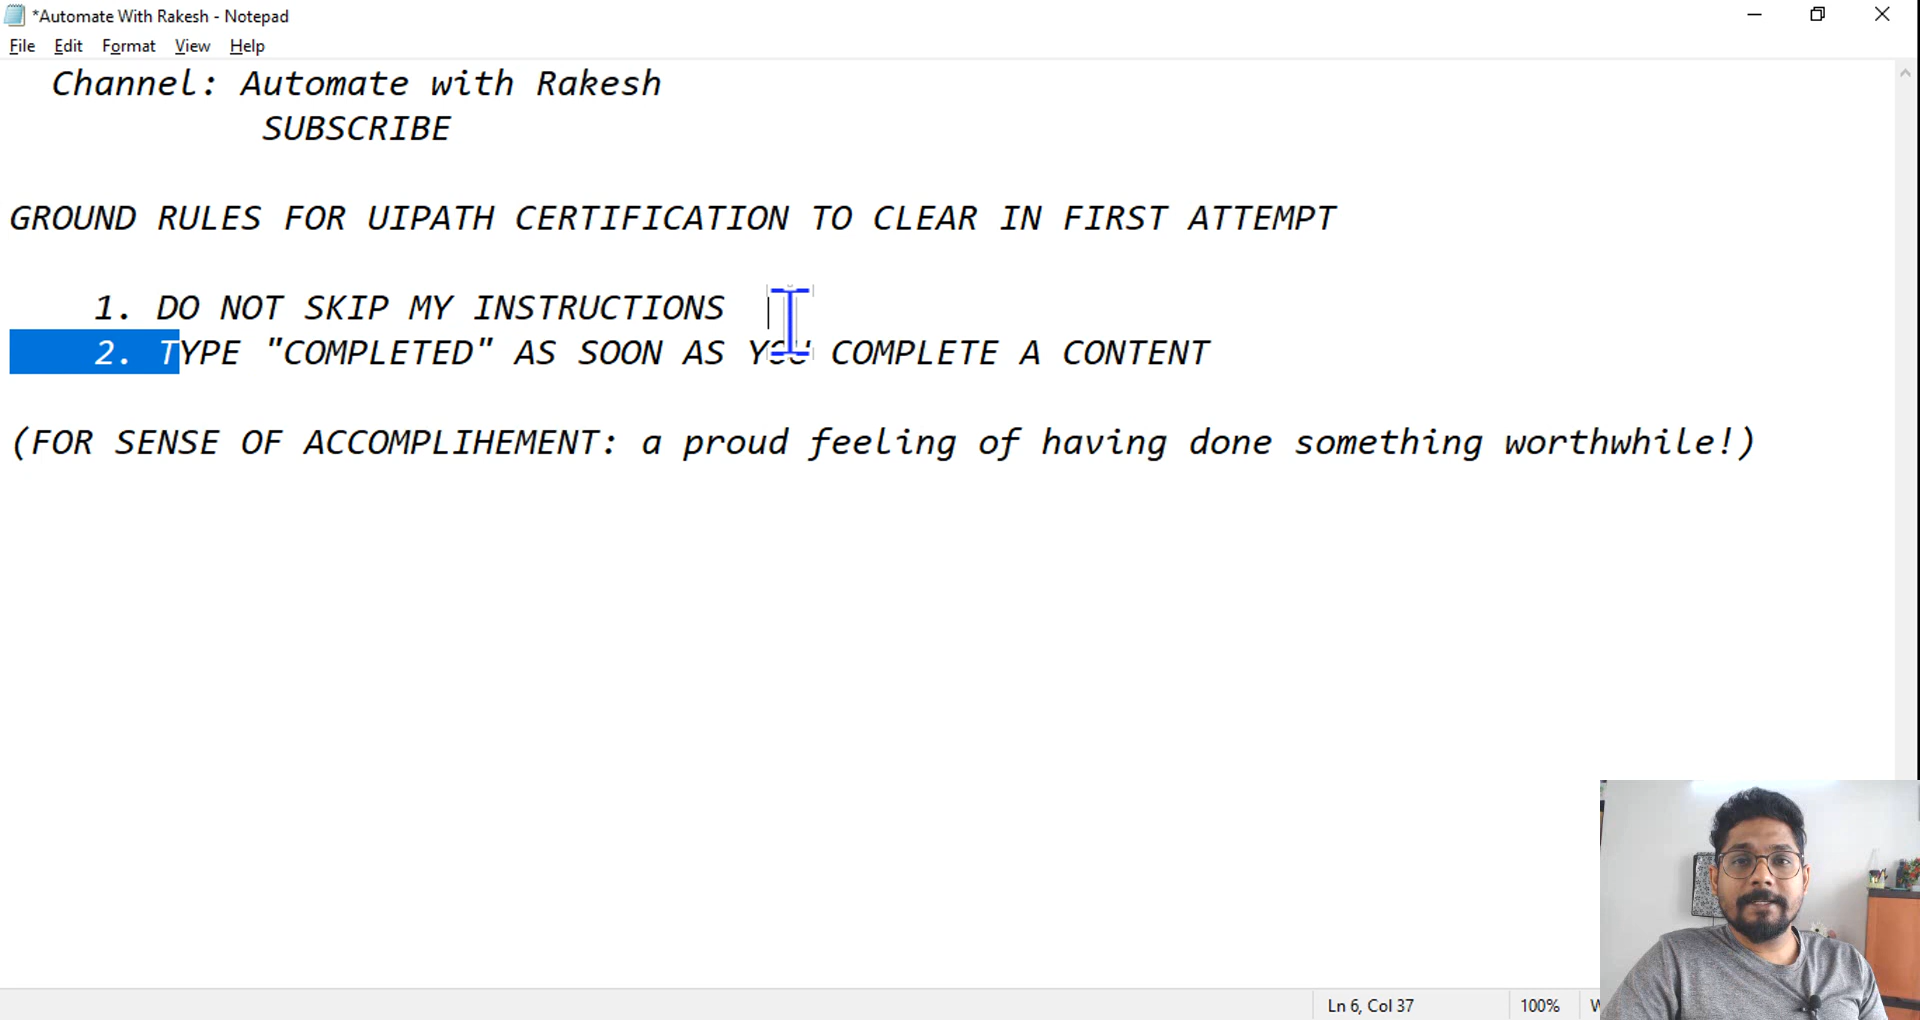 *Automate With Rakesh - Notepad
File Edit Format View Help
Channel: Automate with Rakesh
SUBSCRIBE
GROUND RULES FOR UIPATH CERTIFICATION TO CLEAR IN FIRST ATTEMPT
1. DO NOT SKIP MY INSTRUCTIONS
2. TYPE "COMPLETED" AS SOON AS YOU COMPLETE A CONTENT
(FOR SENSE OF ACCOMPLIHEMENT: a proud feeling of having done something worthwhile!)
Ln 6, Col 37 100%